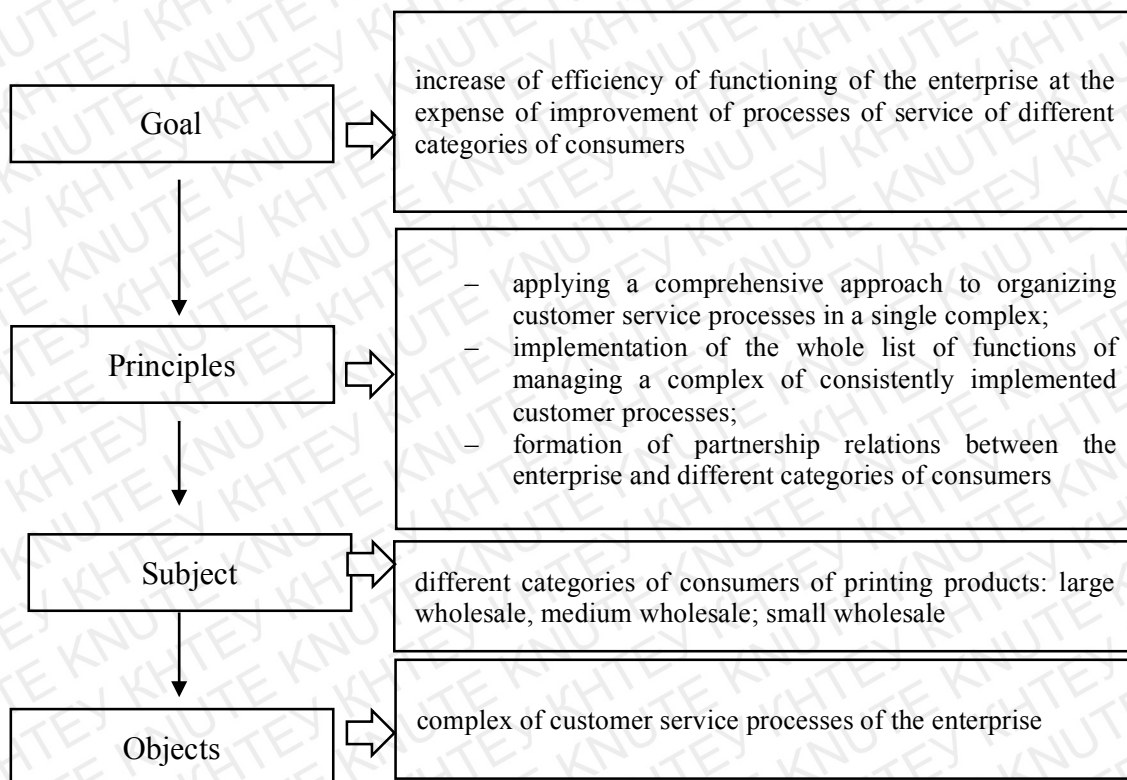 Goal
increase of efficiency of functioning of the enterprise at the
expense of improvement of processes of service of different
categories of consumers
Principles
– applying a comprehensive approach to organizing
customer service processes in a single complex;
– implementation of the whole list of functions of
managing a complex of consistently implemented
customer processes;
– formation of partnership relations between the
enterprise and different categories of consumers
Subject
different categories of consumers of printing products: large
wholesale, medium wholesale; small wholesale
Objects
complex of customer service processes of the enterprise